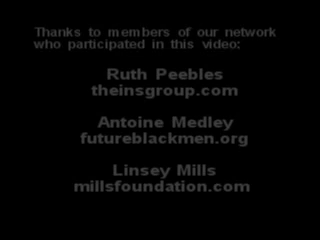 Thanks to members of our network
who participated in this video:
Ruth Peebles
theinsgroup.com
Antoine Medley
futureblackmen.org
Linsey Mills
millsfoundation.com